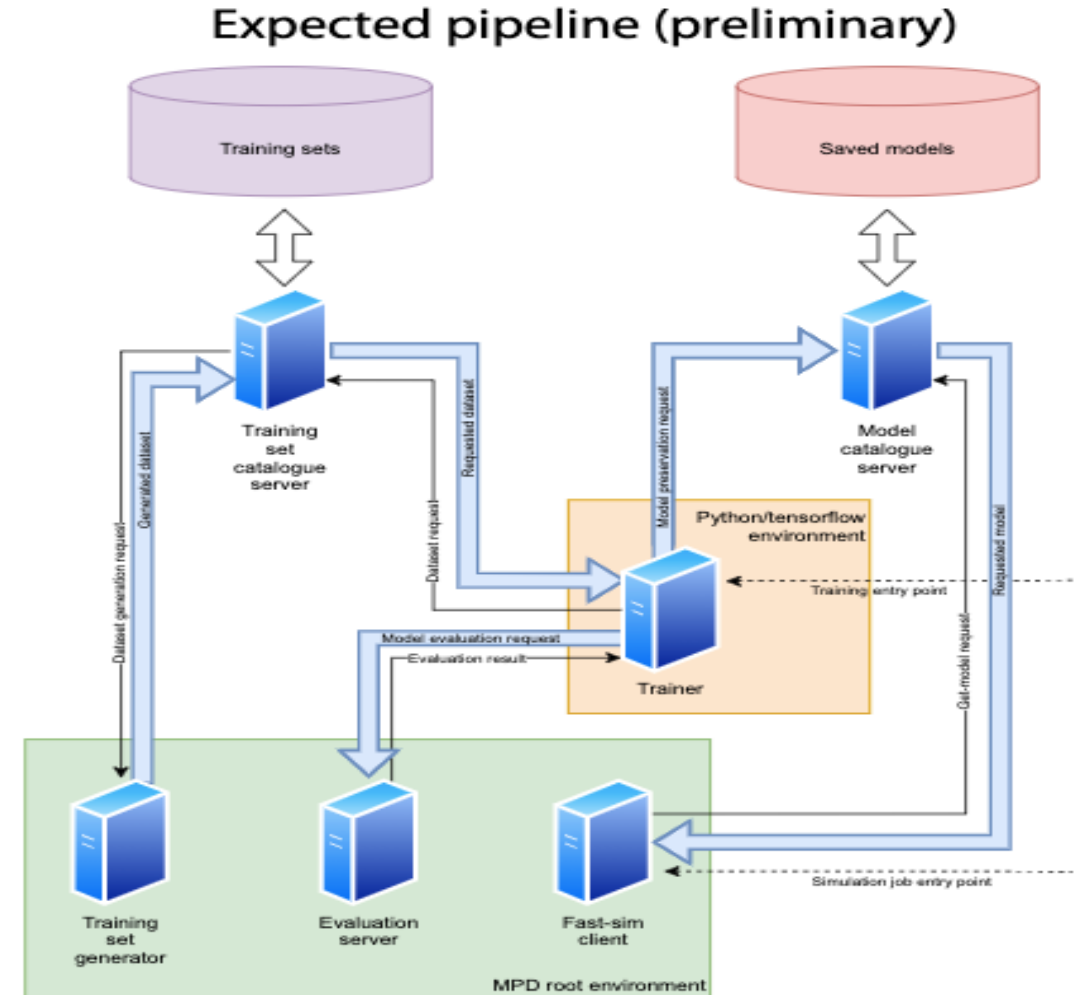 Expected pipeline (preliminary)
Training sets
Saved models
Training
set
catalogue
server
Model
catalogue
server
Generated dataset
Requested dataset
Dataset generation request
Dataset request
Model preservation request
Requested model
Get-model request
Python/tensorflow
environment
Training entry point
Model evaluation request
Evaluation result
Trainer
Simulation job entry point
Training
set
generator
Evaluation
server
Fast-sim
client
MPD root environment